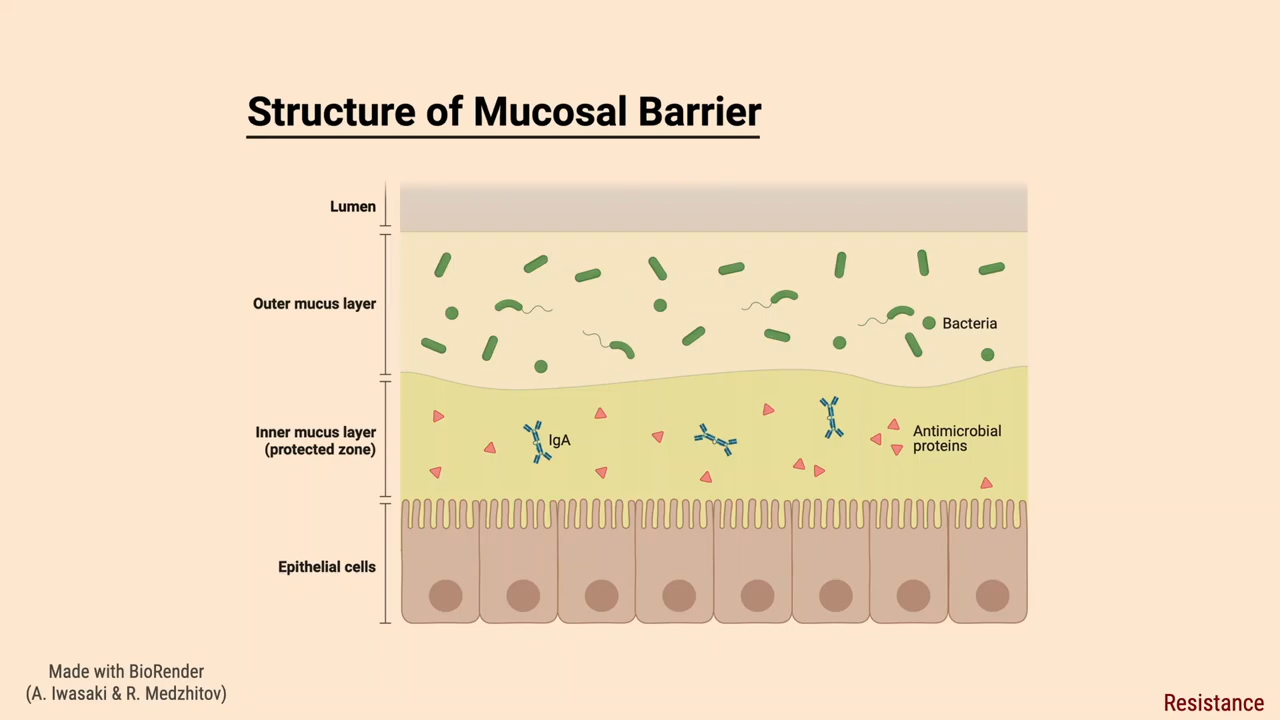 Structure of Mucosal Barrier
Lumen
Outer mucus layer
Bacteria
Inner mucus layer
(protected zone)
IgA
Antimicrobial
proteins
Epithelial cells
Made with BioRender
(A. Iwasaki & R. Medzhitov)
Resistance